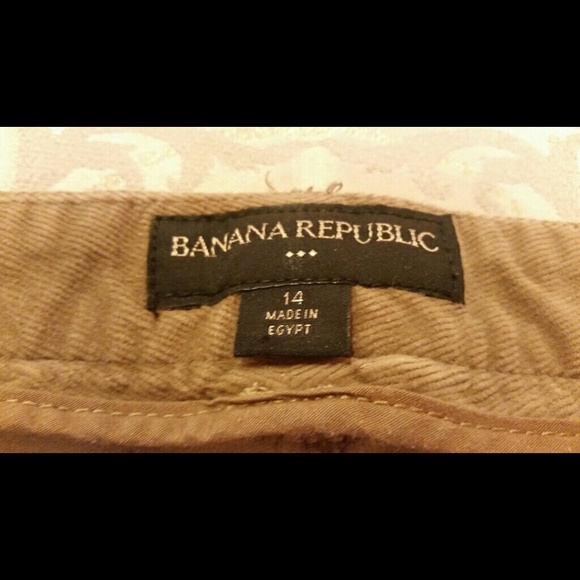 BANANA REPUBLIC
14
MADE IN
EGYPT